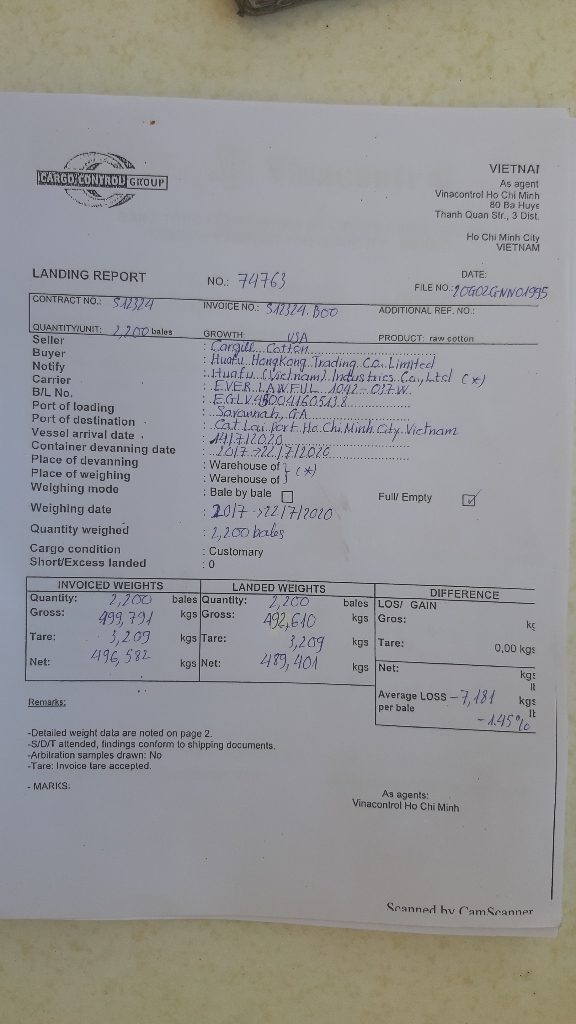 CARGO CONTROL GROUP
VIETNAI
As agent
Vinacontrol Ho Chi Minh
80 Ba Huye
Thanh Quan Str., 3 Dist.
Ho Chi Minh City
VIETNAM
LANDING REPORT
NO.: 74763
DATE:
FILE NO.: 20G02GNN01995
CONTRACT NO.: S12324
INVOICE NO.: S12324.B00
ADDITIONAL REF. NO.:
QUANTITY/UNIT: 2,200 bales
GROWTH: USA
PRODUCT: raw cotton
Seller : Cargill Cotton
Buyer : Huafu HongKong Trading Co. Limited
Notify : Huafu (Vietnam) Industries Co., Ltd (*)
Carrier : EVER LAWFUL 1042-037W
B/L No. : EGLV
Port of loading : Savannah, GA
Port of destination : Cat Lai port, Ho Chi Minh City, Vietnam
Vessel arrival date : 14/7/2020
Container devanning date : 20/7->22/7/2020
Place of devanning : Warehouse of
Place of weighing : Warehouse of } (*)
Weighing mode : Bale by bale ☐ Full/ Empty ☑
Weighing date : 20/7->22/7/2020
Quantity weighed : 2,200 bales
Cargo condition : Customary
Short/Excess landed : 0
INVOICED WEIGHTS LANDED WEIGHTS DIFFERENCE
Quantity: 2,200 bales Quantity: 2,200 bales LOS/ GAIN
Gross: 499,791 kgs Gross: 492,610 kgs Gros: kg
Tare: 3,209 kgs Tare: 3,209 kgs Tare: 0,00 kgs
Net: 496,582 kgs Net: 489,401 kgs Net: kgs
lt
Average LOSS -7,181 kgs
per bale lt
-1.45%
Remarks:
-Detailed weight data are noted on page 2.
-S/D/T attended, findings conform to shipping documents.
-Arbitration samples drawn: No
-Tare: Invoice tare accepted.
- MARKS:
As agents:
Vinacontrol Ho Chi Minh
Scanned by CamScanner